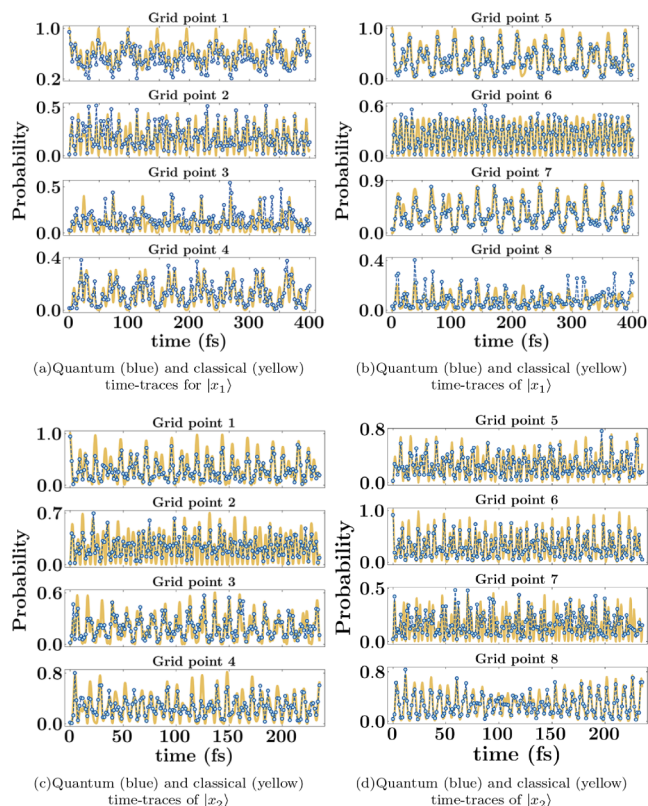 Grid point 1
1.0
0.2
Grid point 2
0.5
0.0
Grid point 3
0.5
0.0
Grid point 4
0.4
0.0
0 100 200 300 400
time (fs)
Probability
(a)Quantum (blue) and classical (yellow)
time-traces for |x₁⟩
Grid point 5
1.0
0.0
Grid point 6
0.6
0.0
Grid point 7
0.9
0.0
Grid point 8
0.4
0.0
0 100 200 300 400
time (fs)
Probability
(b)Quantum (blue) and classical (yellow)
time-traces of |x₁⟩
Grid point 1
1.0
0.0
Grid point 2
0.7
0.0
Grid point 3
0.6
0.0
Grid point 4
0.8
0.0
0 50 100 150 200
time (fs)
Probability
(c)Quantum (blue) and classical (yellow)
time-traces of |x₂⟩
Grid point 5
0.8
0.0
Grid point 6
1.0
0.0
Grid point 7
0.5
0.0
Grid point 8
0.8
0.0
0 50 100 150 200
time (fs)
Probability
(d)Quantum (blue) and classical (yellow)
time-traces of |x₂⟩